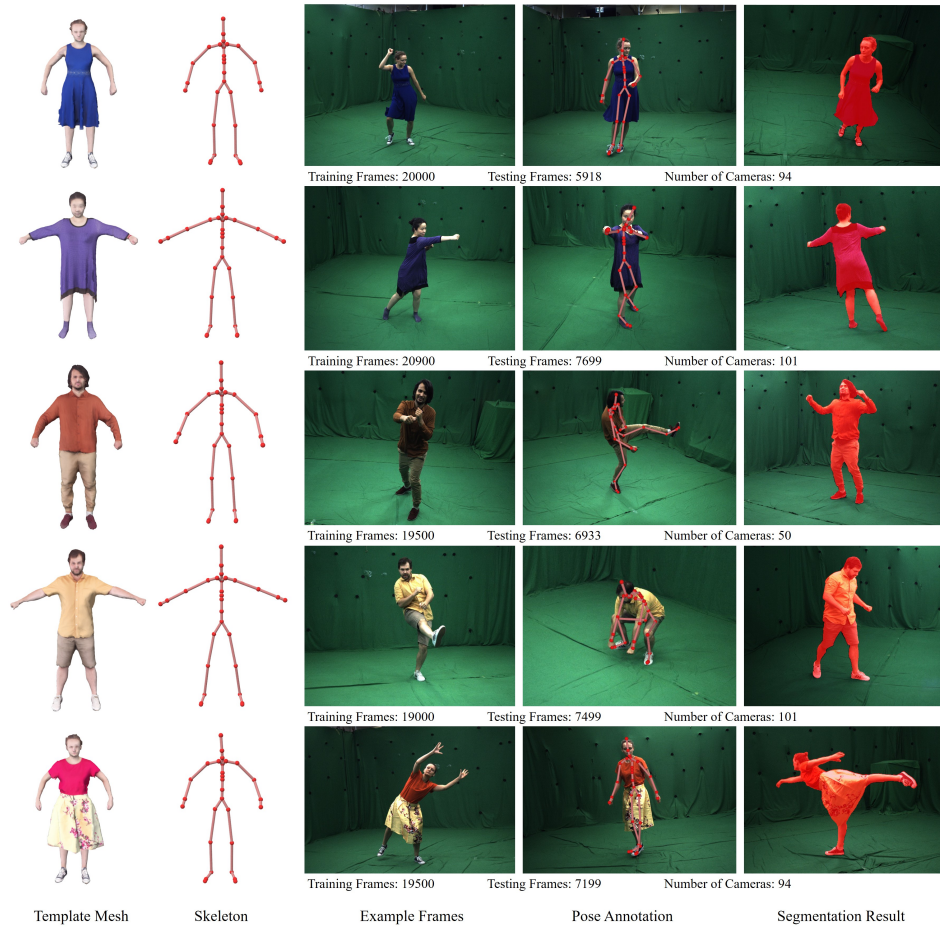 Training Frames: 20000 Testing Frames: 5918 Number of Cameras: 94
Training Frames: 20900 Testing Frames: 7699 Number of Cameras: 101
Training Frames: 19500 Testing Frames: 6933 Number of Cameras: 50
Training Frames: 19000 Testing Frames: 7499 Number of Cameras: 101
Training Frames: 19500 Testing Frames: 7199 Number of Cameras: 94
Template Mesh Skeleton Example Frames Pose Annotation Segmentation Result